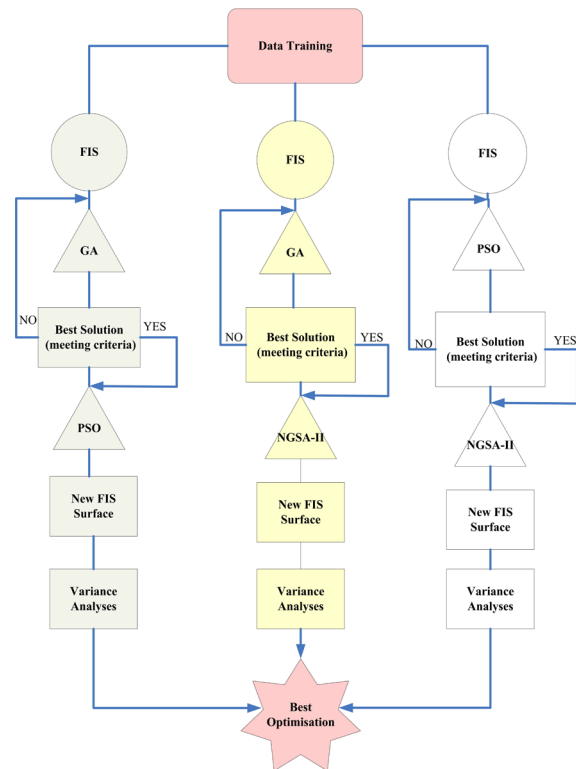 Data Training
FIS
FIS
FIS
GA
GA
PSO
NO
Best Solution
(meeting criteria)
YES
NO
Best Solution
(meeting criteria)
YES
NO
Best Solution
(meeting criteria)
YES
PSO
NGSA-II
NGSA-II
New FIS
Surface
New FIS
Surface
New FIS
Surface
Variance
Analyses
Variance
Analyses
Variance
Analyses
Best
Optimisation